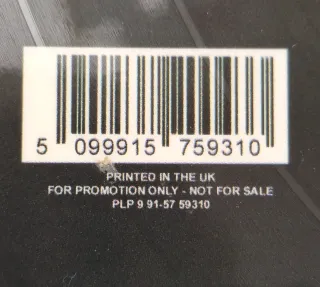 5 099915 759310
PRINTED IN THE UK
FOR PROMOTION ONLY - NOT FOR SALE
PLP 9 91-57 59310